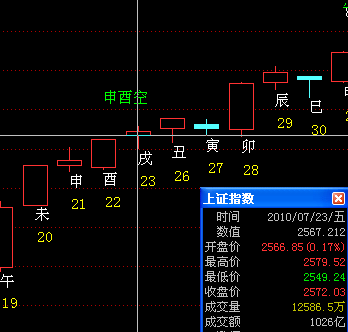 申酉空
辰
巳
29
30
戌
丑
寅
卯
23
26
27
28
申
酉
21
22
未
20
午
19
上证指数
时间 2010/07/23/五
数值 2567.212
开盘价 2566.85(0.17%)
最高价 2579.52
最低价 2549.24
收盘价 2572.03
成交量 12586.5万
成交额 1026亿